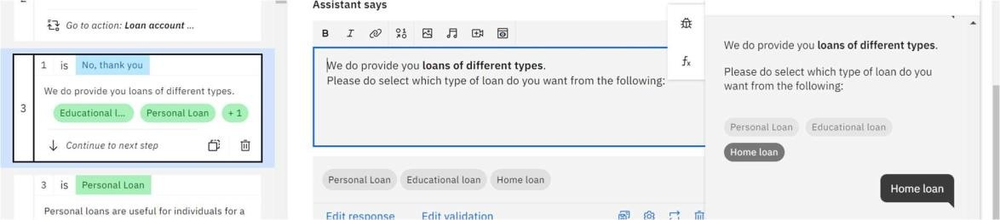 Go to action: Loan account ...
1 is No, thank you
We do provide you loans of different types.
3
Educational l... Personal Loan + 1
Continue to next step
3 is Personal Loan
Personal loans are useful for individuals for a
Assistant says
B I
We do provide you loans of different types.
Please do select which type of loan do you want from the following:
Personal Loan Educational loan Home loan
Edit response Edit validation
fx
We do provide you loans of different types.
Please do select which type of loan do you
want from the following:
Personal Loan Educational loan
Home loan
Home loan